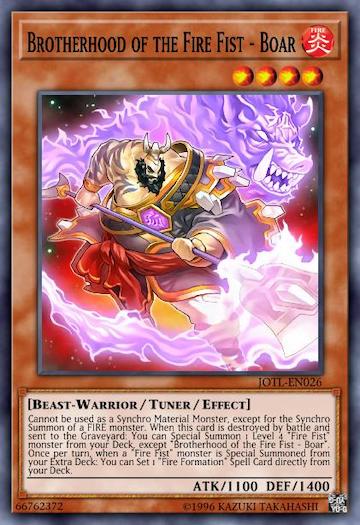 BROTHERHOOD OF THE FIRE FIST - BOAR
FIRE
炎
JOTL-EN026
[BEAST-WARRIOR / TUNER / EFFECT]
Cannot be used as a Synchro Material Monster, except for the Synchro
Summon of a FIRE monster. When this card is destroyed by battle and
sent to the Graveyard: You can Special Summon 1 Level 4 "Fire Fist"
monster from your Deck, except "Brotherhood of the Fire Fist - Boar".
Once per turn, when a "Fire Fist" monster is Special Summoned from
your Extra Deck: You can Set 1 "Fire Formation" Spell Card directly
from your Deck.
ATK/1100 DEF/1400
66762372
©1996 KAZUKI TAKAHASHI